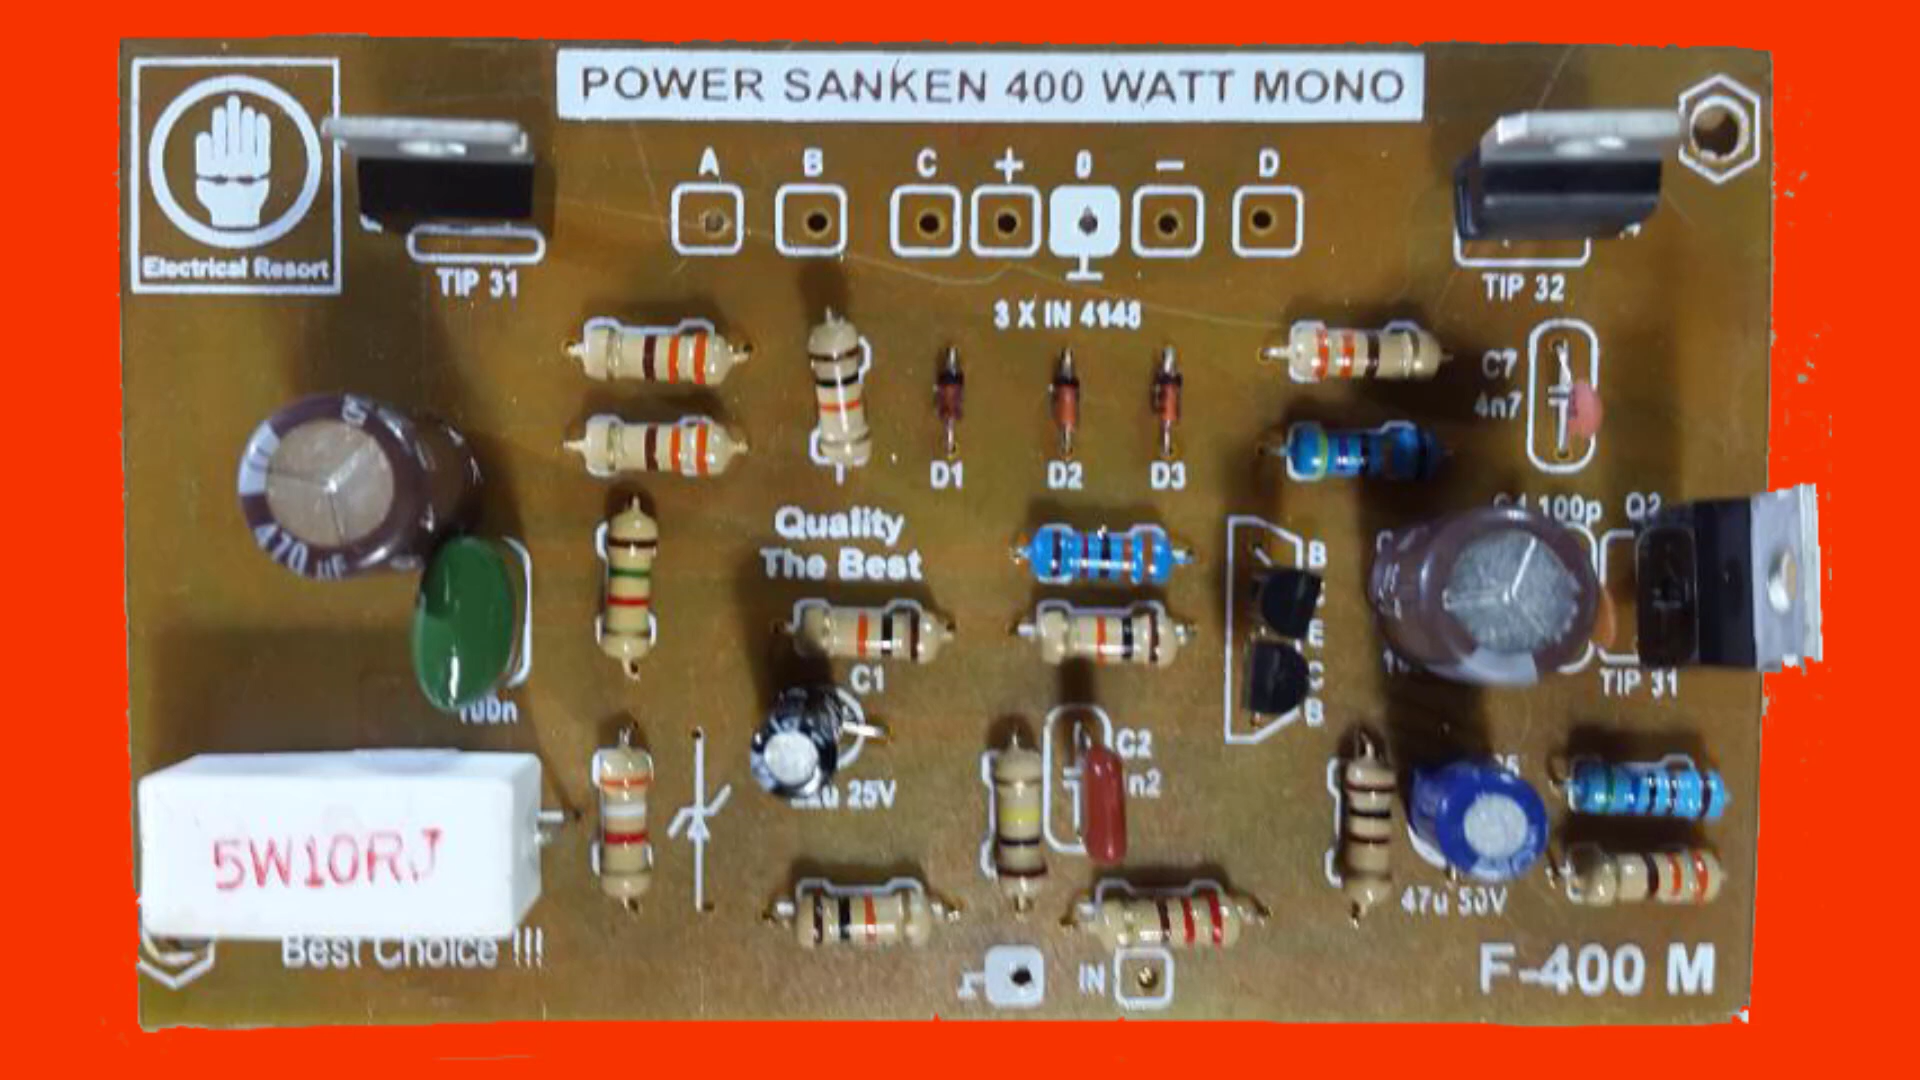 POWER SANKEN 400 WATT MONO
Electrical Resort
A B C + 0 − D
TIP 31
TIP 32
3 X IN 4148
C7
4n7
D1 D2 D3
470 µF
Quality
The Best
100p Q2
B
E
C
B
C1
TIP 31
100n
C2
n2
25V
5W10RJ
47u 50V
Best Choice !!!
IN
F-400 M